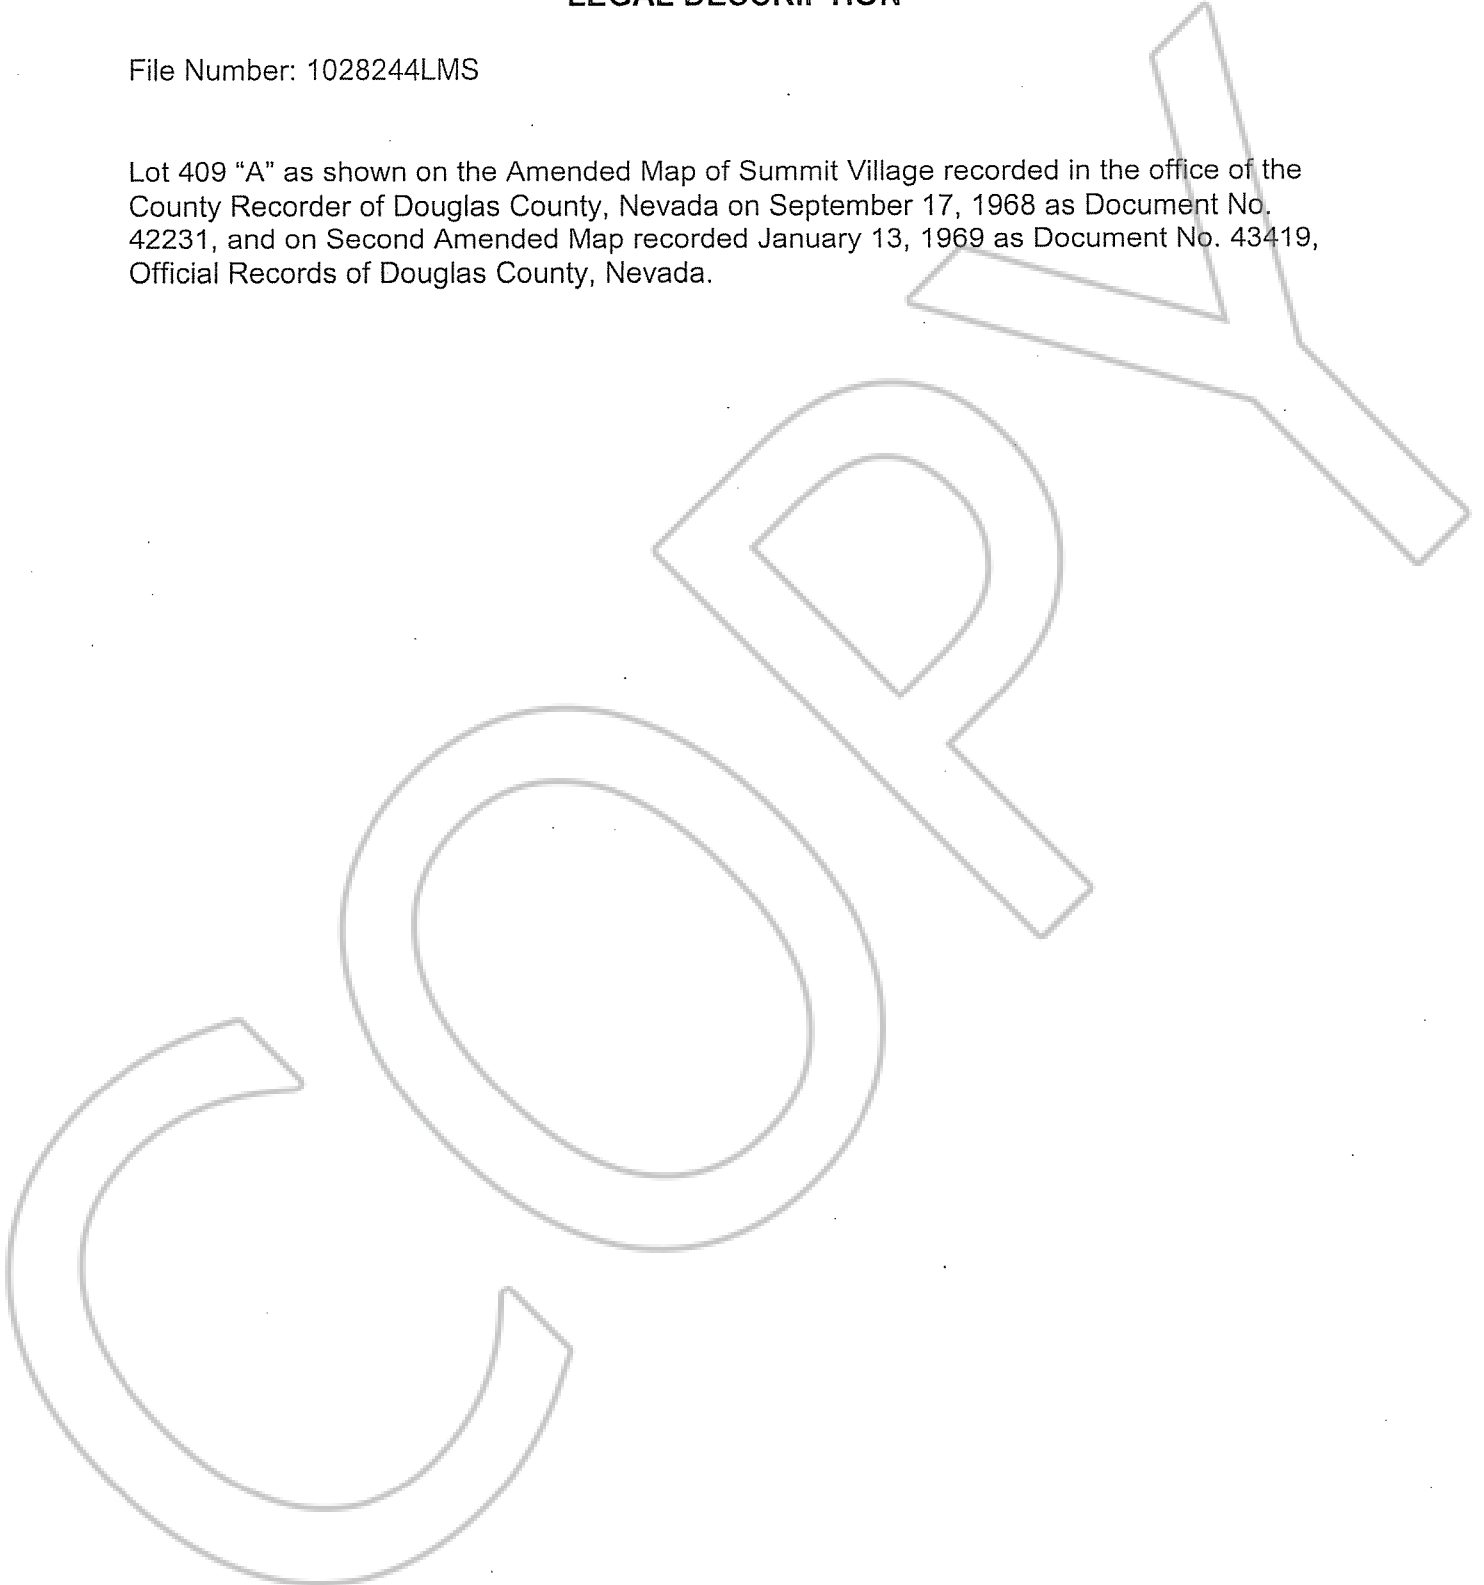 LEGAL DESCRIPTION
File Number: 1028244LMS
Lot 409 “A” as shown on the Amended Map of Summit Village recorded in the office of the
County Recorder of Douglas County, Nevada on September 17, 1968 as Document No.
42231, and on Second Amended Map recorded January 13, 1969 as Document No. 43419,
Official Records of Douglas County, Nevada.
COPY